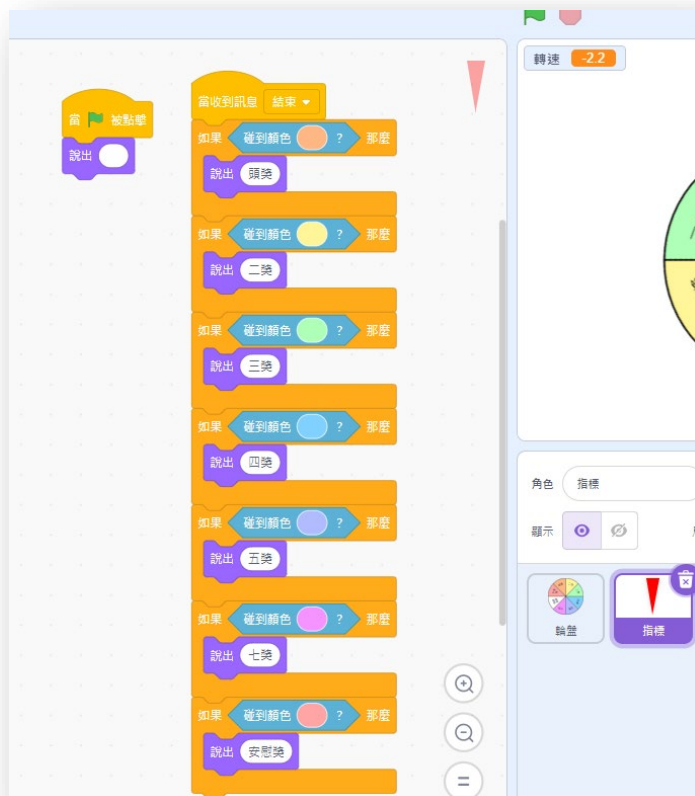 轉速 -2.2
當 被點擊
說出
當收到訊息 結束
如果 碰到顏色 ? 那麼
說出 頭獎
如果 碰到顏色 ? 那麼
說出 二獎
如果 碰到顏色 ? 那麼
說出 三獎
如果 碰到顏色 ? 那麼
說出 四獎
如果 碰到顏色 ? 那麼
說出 五獎
如果 碰到顏色 ? 那麼
說出 七獎
如果 碰到顏色 ? 那麼
說出 安慰獎
角色 指標
顯示
輪盤
指標